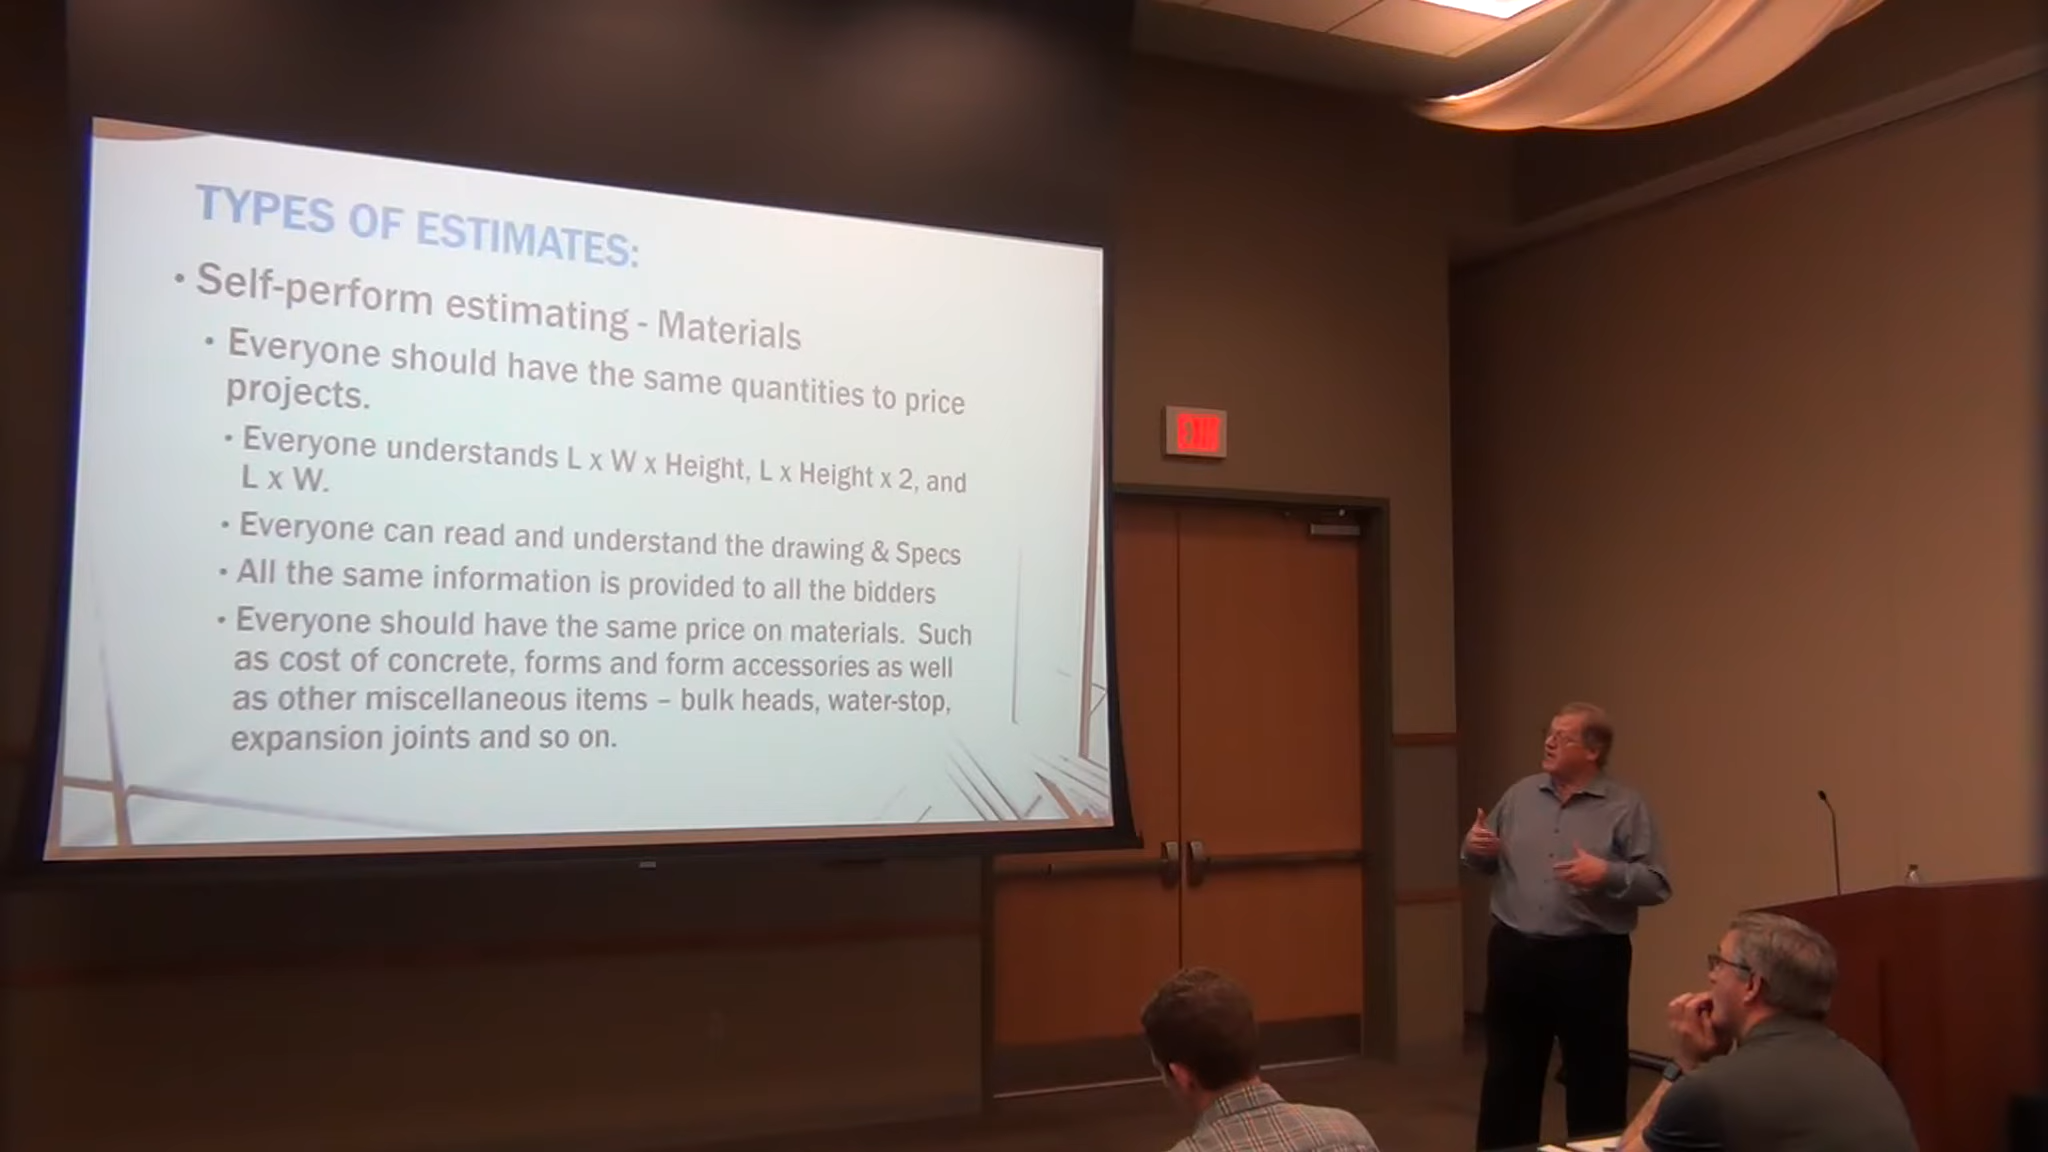 TYPES OF ESTIMATES:
• Self-perform estimating - Materials
• Everyone should have the same quantities to price
projects.
• Everyone understands L x W x Height, L x Height x 2, and
L x W.
• Everyone can read and understand the drawing & Specs
• All the same information is provided to all the bidders
• Everyone should have the same price on materials. Such
as cost of concrete, forms and form accessories as well
as other miscellaneous items – bulk heads, water-stop,
expansion joints and so on.
EXIT